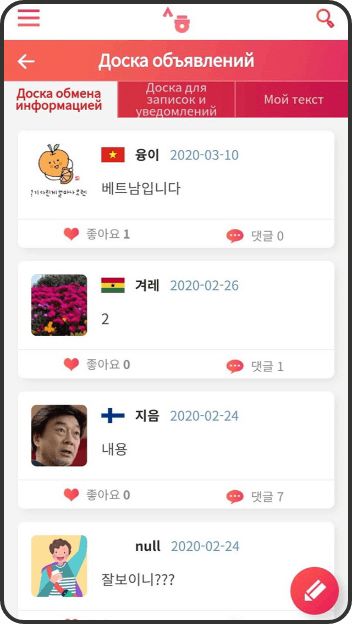 Доска объявлений
Доска обмена
информацией
Доска для
записок и
уведомлений
Мой текст
융이 2020-03-10
베트남입니다
좋아요 1 댓글 0
겨레 2020-02-26
2
좋아요 0 댓글 1
지음 2020-02-24
내용
좋아요 0 댓글 7
null 2020-02-24
잘보이니???